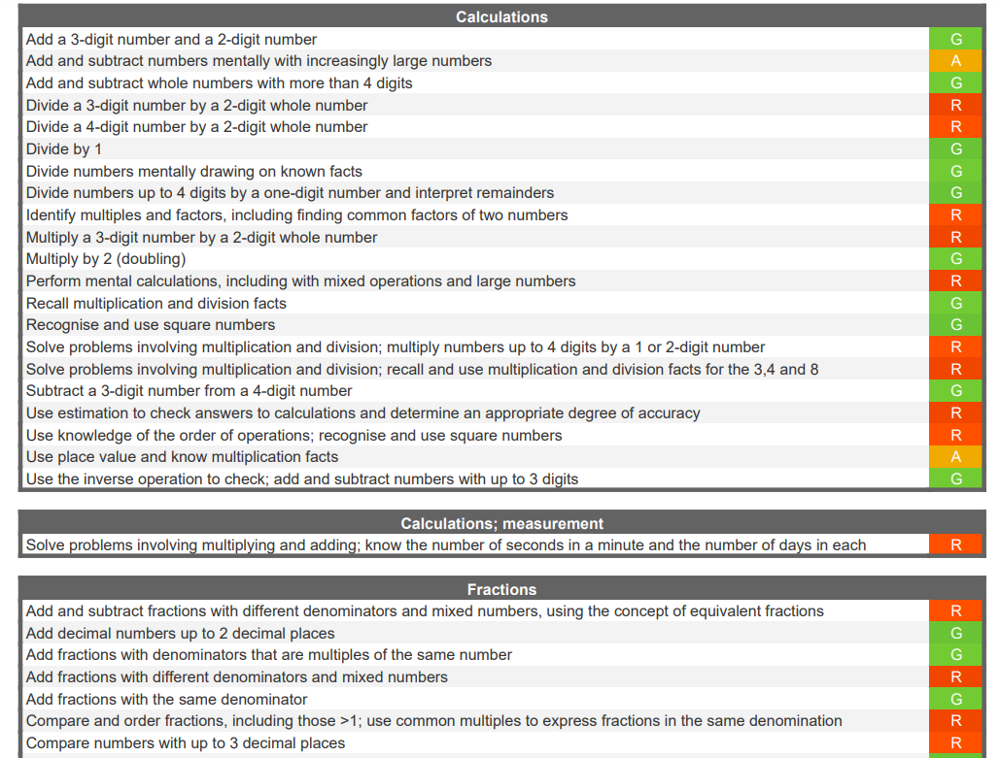 Calculations
Add a 3-digit number and a 2-digit number G
Add and subtract numbers mentally with increasingly large numbers A
Add and subtract whole numbers with more than 4 digits G
Divide a 3-digit number by a 2-digit whole number R
Divide a 4-digit number by a 2-digit whole number R
Divide by 1 G
Divide numbers mentally drawing on known facts G
Divide numbers up to 4 digits by a one-digit number and interpret remainders G
Identify multiples and factors, including finding common factors of two numbers R
Multiply a 3-digit number by a 2-digit whole number R
Multiply by 2 (doubling) G
Perform mental calculations, including with mixed operations and large numbers R
Recall multiplication and division facts G
Recognise and use square numbers G
Solve problems involving multiplication and division; multiply numbers up to 4 digits by a 1 or 2-digit number R
Solve problems involving multiplication and division; recall and use multiplication and division facts for the 3,4 and 8 R
Subtract a 3-digit number from a 4-digit number G
Use estimation to check answers to calculations and determine an appropriate degree of accuracy R
Use knowledge of the order of operations; recognise and use square numbers R
Use place value and know multiplication facts A
Use the inverse operation to check; add and subtract numbers with up to 3 digits G
Calculations; measurement
Solve problems involving multiplying and adding; know the number of seconds in a minute and the number of days in each R
Fractions
Add and subtract fractions with different denominators and mixed numbers, using the concept of equivalent fractions R
Add decimal numbers up to 2 decimal places G
Add fractions with denominators that are multiples of the same number G
Add fractions with different denominators and mixed numbers R
Add fractions with the same denominator G
Compare and order fractions, including those >1; use common multiples to express fractions in the same denomination R
Compare numbers with up to 3 decimal places R